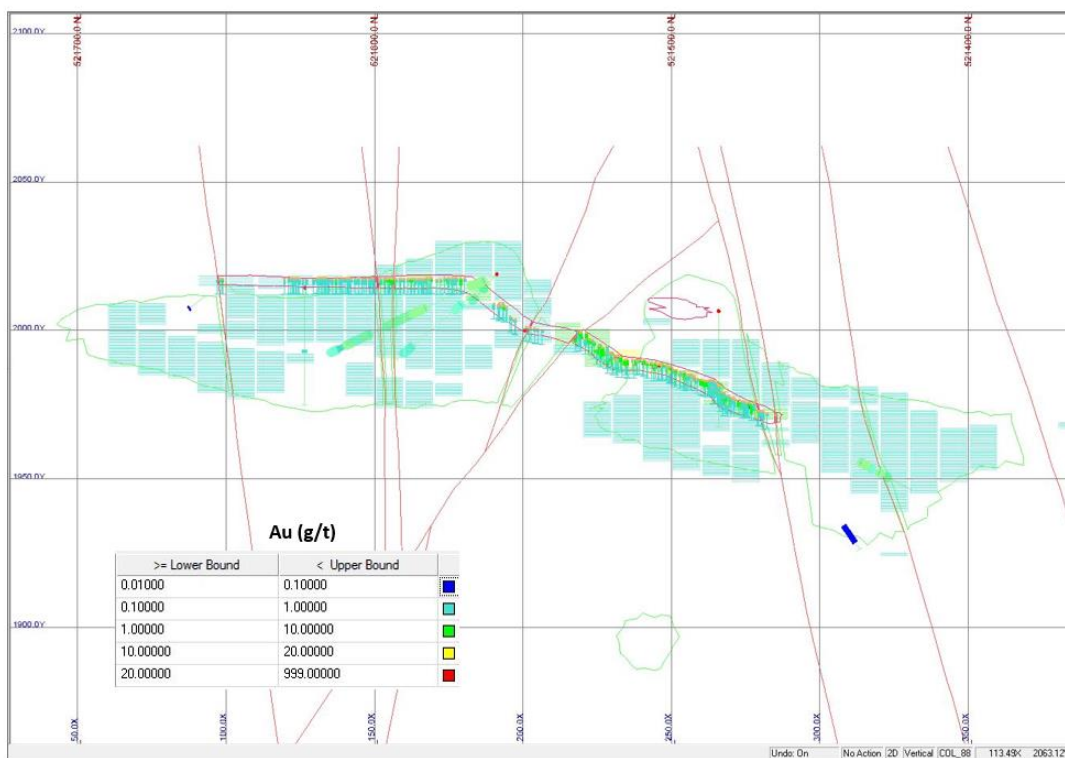 2100.0Y
521700.0 N
521600.0 N
521500.0 N
521400.0 N
2050.0Y
2000.0Y
1950.0Y
1900.0Y
Au (g/t)
>= Lower Bound < Upper Bound
0.01000 0.10000
0.10000 1.00000
1.00000 10.00000
10.00000 20.00000
20.00000 999.00000
50.0X
100.0X
150.0X
200.0X
250.0X
300.0X
350.0X
Undo: On No Action 2D Vertical COL_88 113.49X 2063.12